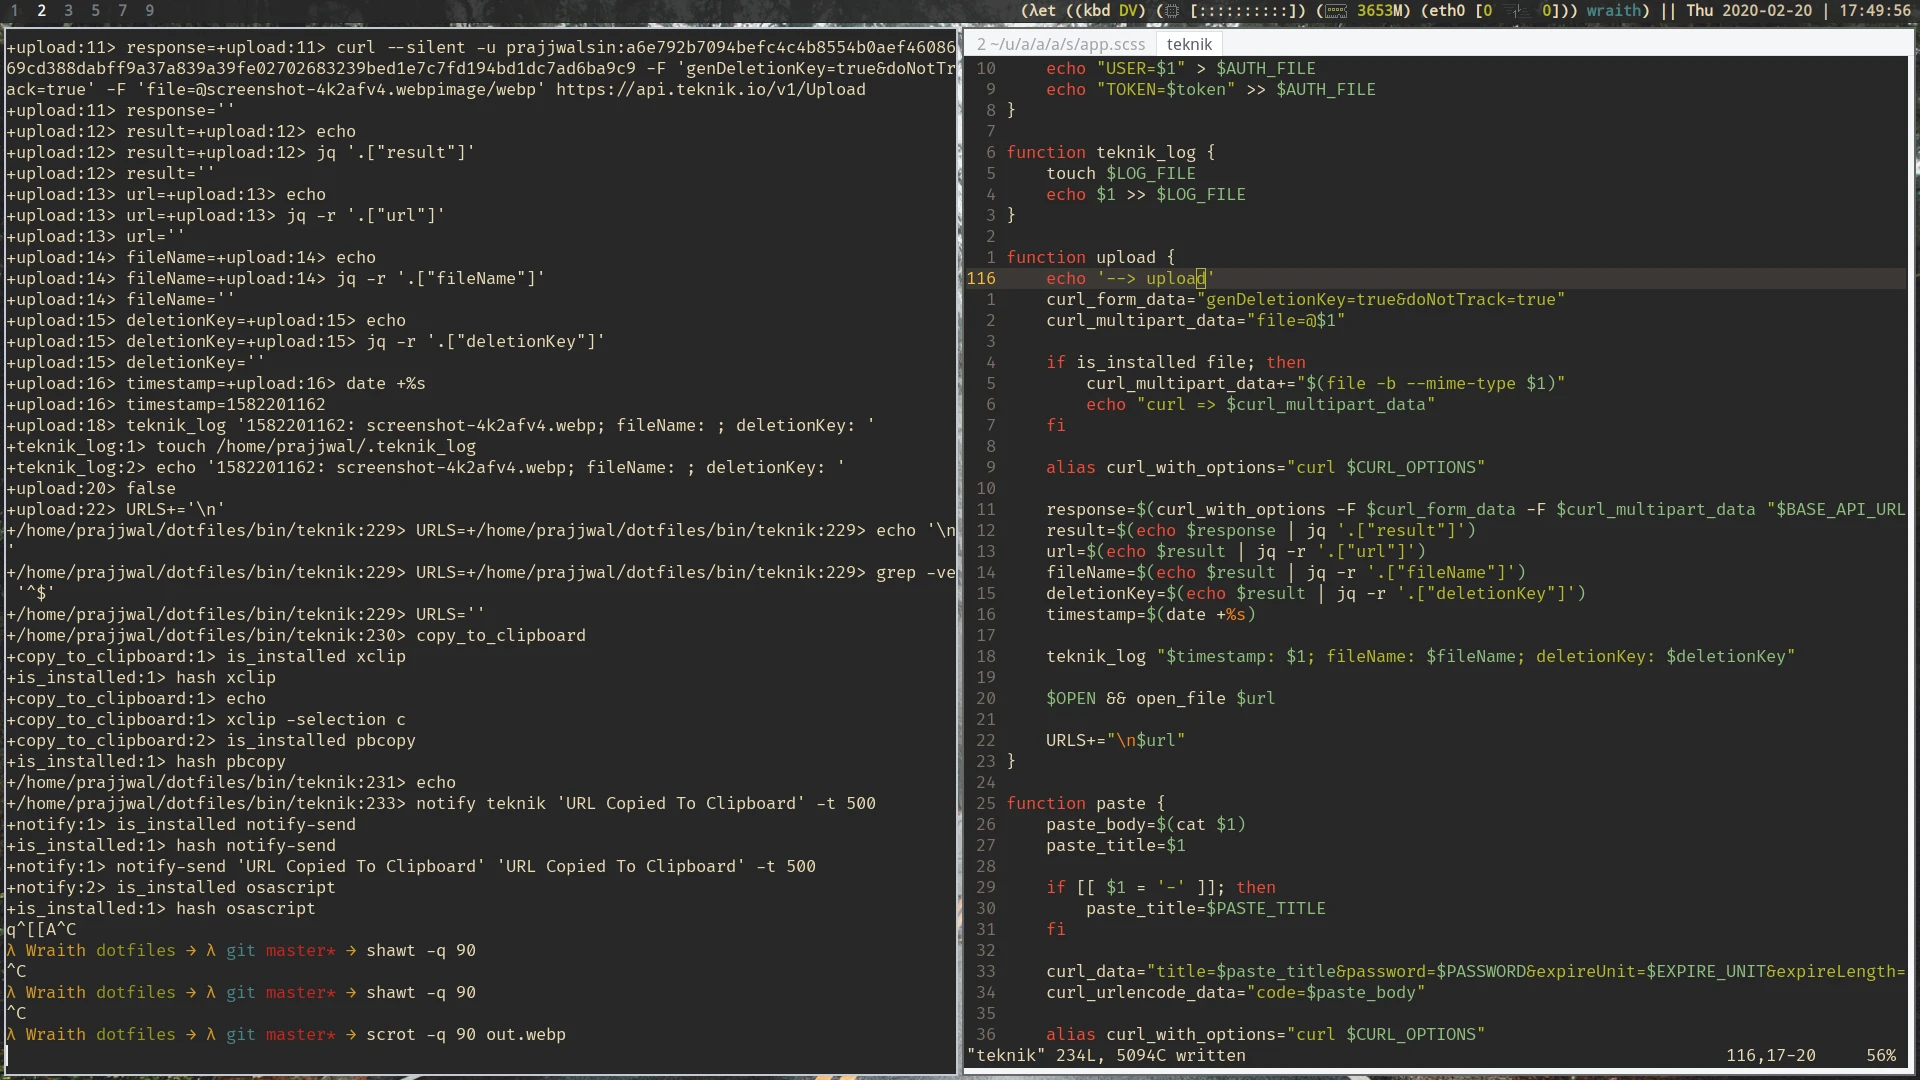 1 2 3 5 7 9
(λet ((kbd DV) ( [::::::::::]) ( 3653M) (eth0 [0 0])) wraith) || Thu 2020-02-20 | 17:49:56
+upload:11> response=+upload:11> curl --silent -u prajjwalsin:a6e792b7094befc4c4b8554b0aef46086
69cd388dabff9a37a839a39fe02702683239bed1e7c7fd194bd1dc7ad6ba9c9 -F 'genDeletionKey=true&doNotTr
ack=true' -F 'file=@screenshot-4k2afv4.webpimage/webp' https://api.teknik.io/v1/Upload
+upload:11> response=''
+upload:12> result=+upload:12> echo
+upload:12> result=+upload:12> jq '.["result"]'
+upload:12> result=''
+upload:13> url=+upload:13> echo
+upload:13> url=+upload:13> jq -r '.["url"]'
+upload:13> url=''
+upload:14> fileName=+upload:14> echo
+upload:14> fileName=+upload:14> jq -r '.["fileName"]'
+upload:14> fileName=''
+upload:15> deletionKey=+upload:15> echo
+upload:15> deletionKey=+upload:15> jq -r '.["deletionKey"]'
+upload:15> deletionKey=''
+upload:16> timestamp=+upload:16> date +%s
+upload:16> timestamp=1582201162
+upload:18> teknik_log '1582201162: screenshot-4k2afv4.webp; fileName: ; deletionKey: '
+teknik_log:1> touch /home/prajjwal/.teknik_log
+teknik_log:2> echo '1582201162: screenshot-4k2afv4.webp; fileName: ; deletionKey: '
+upload:20> false
+upload:22> URLS+='\n'
+/home/prajjwal/dotfiles/bin/teknik:229> URLS=+/home/prajjwal/dotfiles/bin/teknik:229> echo '\n
'
+/home/prajjwal/dotfiles/bin/teknik:229> URLS=+/home/prajjwal/dotfiles/bin/teknik:229> grep -ve
'^$'
+/home/prajjwal/dotfiles/bin/teknik:229> URLS=''
+/home/prajjwal/dotfiles/bin/teknik:230> copy_to_clipboard
+copy_to_clipboard:1> is_installed xclip
+is_installed:1> hash xclip
+copy_to_clipboard:1> echo
+copy_to_clipboard:1> xclip -selection c
+copy_to_clipboard:2> is_installed pbcopy
+is_installed:1> hash pbcopy
+/home/prajjwal/dotfiles/bin/teknik:231> echo
+/home/prajjwal/dotfiles/bin/teknik:233> notify teknik 'URL Copied To Clipboard' -t 500
+notify:1> is_installed notify-send
+is_installed:1> hash notify-send
+notify:1> notify-send 'URL Copied To Clipboard' 'URL Copied To Clipboard' -t 500
+notify:2> is_installed osascript
+is_installed:1> hash osascript
q^[[A^C
λ Wraith dotfiles → λ git master* → shawt -q 90
^C
λ Wraith dotfiles → λ git master* → shawt -q 90
^C
λ Wraith dotfiles → λ git master* → scrot -q 90 out.webp
2 ~/u/a/a/a/s/app.scss teknik
10 echo "USER=$1" > $AUTH_FILE
9 echo "TOKEN=$token" >> $AUTH_FILE
8 }
7
6 function teknik_log {
5 touch $LOG_FILE
4 echo $1 >> $LOG_FILE
3 }
2
1 function upload {
116 echo '--> upload'
1 curl_form_data="genDeletionKey=true&doNotTrack=true"
2 curl_multipart_data="file=@$1"
3
4 if is_installed file; then
5 curl_multipart_data+="$(file -b --mime-type $1)"
6 echo "curl => $curl_multipart_data"
7 fi
8
9 alias curl_with_options="curl $CURL_OPTIONS"
10
11 response=$(curl_with_options -F $curl_form_data -F $curl_multipart_data "$BASE_API_URL
12 result=$(echo $response | jq '.["result"]')
13 url=$(echo $result | jq -r '.["url"]')
14 fileName=$(echo $result | jq -r '.["fileName"]')
15 deletionKey=$(echo $result | jq -r '.["deletionKey"]')
16 timestamp=$(date +%s)
17
18 teknik_log "$timestamp: $1; fileName: $fileName; deletionKey: $deletionKey"
19
20 $OPEN && open_file $url
21
22 URLS+="\n$url"
23 }
24
25 function paste {
26 paste_body=$(cat $1)
27 paste_title=$1
28
29 if [[ $1 = '-' ]]; then
30 paste_title=$PASTE_TITLE
31 fi
32
33 curl_data="title=$paste_title&password=$PASSWORD&expireUnit=$EXPIRE_UNIT&expireLength=
34 curl_urlencode_data="code=$paste_body"
35
36 alias curl_with_options="curl $CURL_OPTIONS"
"teknik" 234L, 5094C written 116,17-20 56%